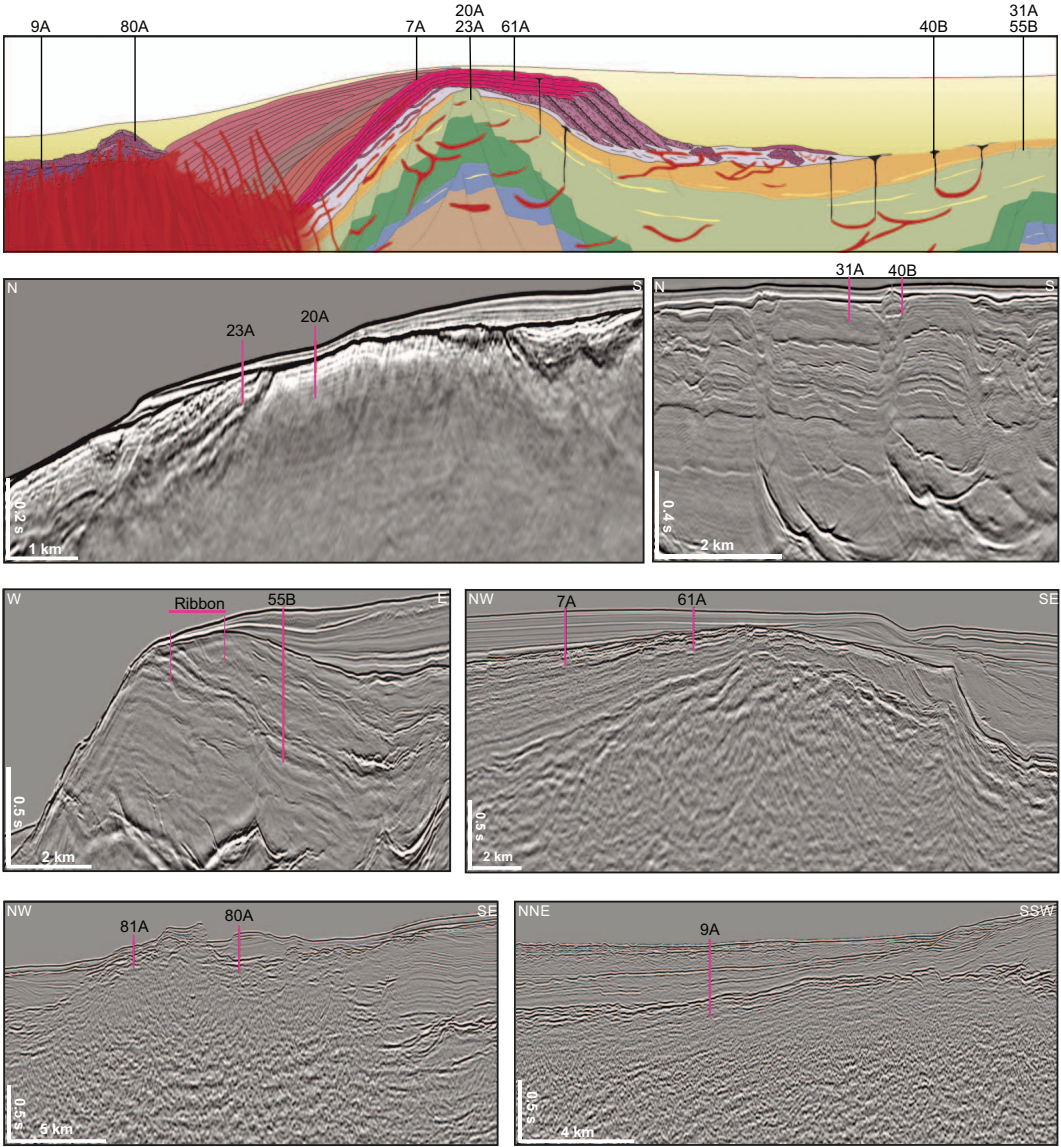 20A 31A
9A 80A 7A 23A 61A 40B 55B
N S
23A 20A
0.2 s
1 km
31A 40B
N S
0.4 s
2 km
W Ribbon 55B E
0.5 s
2 km
NW 7A 61A SE
0.5 s
2 km
NW 81A 80A SE
0.5 s
5 km
NNE SSW
9A
0.5 s
4 km